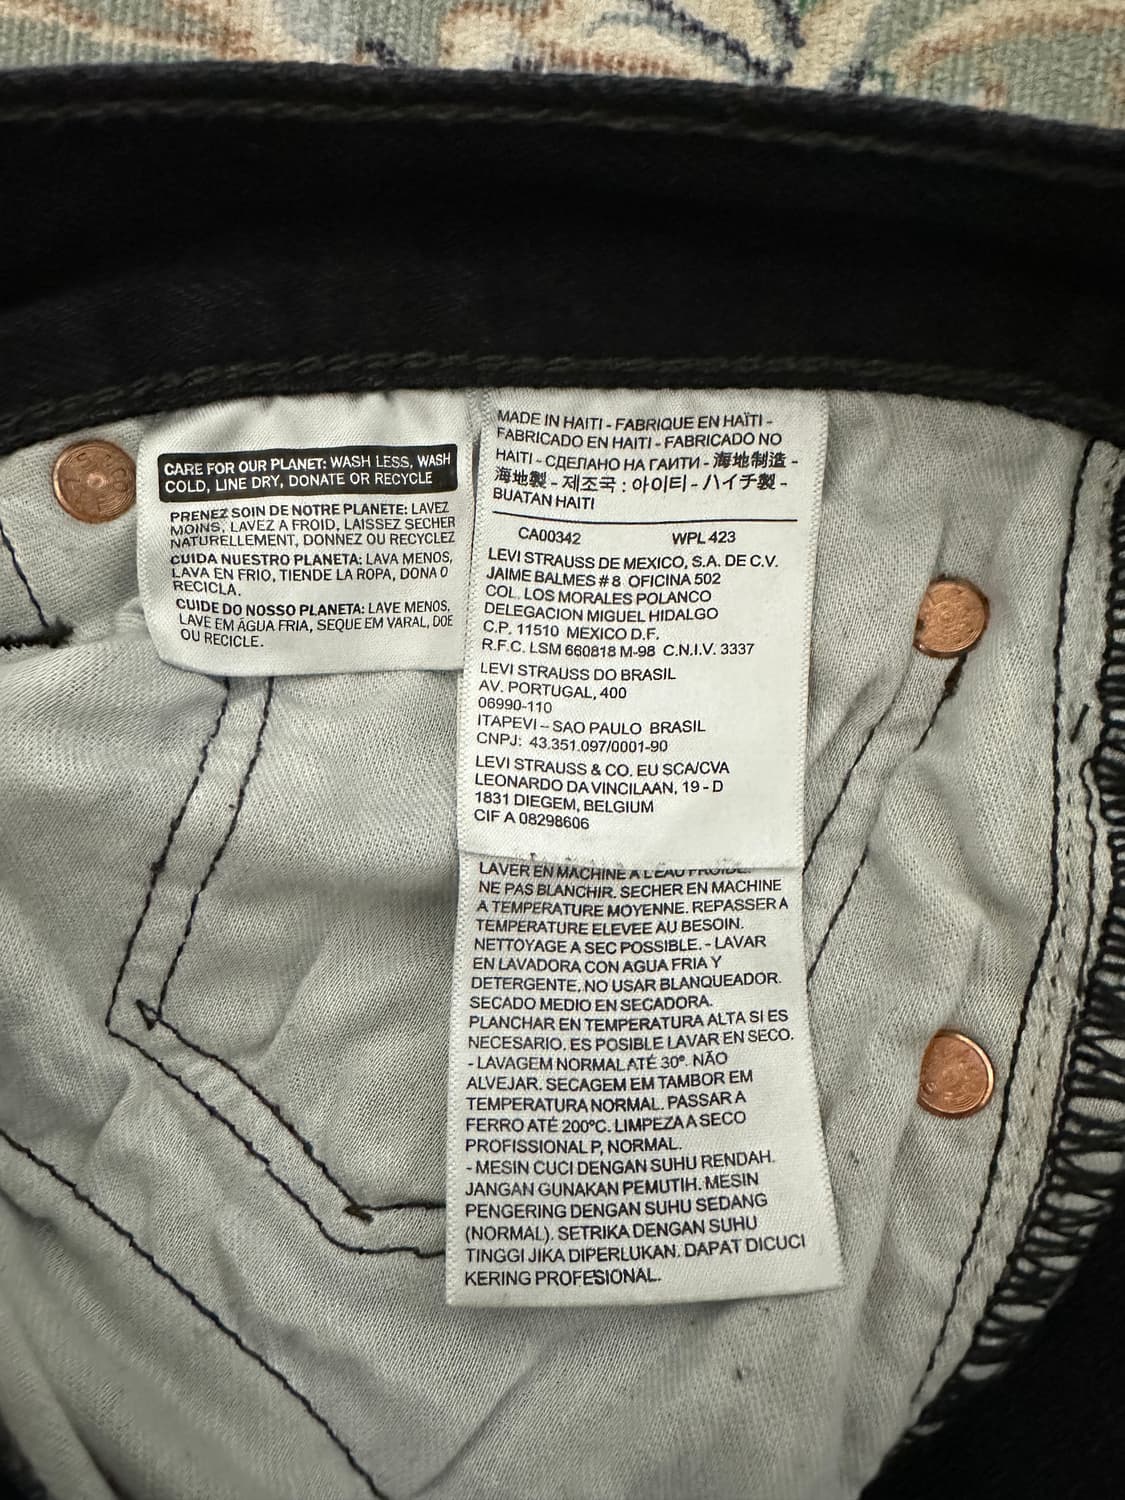 CARE FOR OUR PLANET: WASH LESS, WASH
COLD, LINE DRY, DONATE OR RECYCLE
PRENEZ SOIN DE NOTRE PLANETE: LAVEZ
MOINS, LAVEZ A FROID, LAISSEZ SECHER
NATURELLEMENT, DONNEZ OU RECYCLEZ
CUIDA NUESTRO PLANETA: LAVA MENOS,
LAVA EN FRIO, TIENDE LA ROPA, DONA O
RECICLA.
CUIDE DO NOSSO PLANETA: LAVE MENOS,
LAVE EM ÁGUA FRIA, SEQUE EM VARAL, DOE
OU RECICLE.
MADE IN HAITI - FABRIQUE EN HAÏTI -
FABRICADO EN HAITI - FABRICADO NO
HAITI - СДЕЛАНО НА ГАИТИ - 海地制造 -
海地製 - 제조국 : 아이티 - ハイチ製 -
BUATAN HAITI
CA00342 WPL 423
LEVI STRAUSS DE MEXICO, S.A. DE C.V.
JAIME BALMES # 8 OFICINA 502
COL. LOS MORALES POLANCO
DELEGACION MIGUEL HIDALGO
C.P. 11510 MEXICO D.F.
R.F.C. LSM 660818 M-98 C.N.I.V. 3337
LEVI STRAUSS DO BRASIL
AV. PORTUGAL, 400
06990-110
ITAPEVI – SAO PAULO BRASIL
CNPJ: 43.351.097/0001-90
LEVI STRAUSS & CO. EU SCA/CVA
LEONARDO DA VINCILAAN, 19 - D
1831 DIEGEM, BELGIUM
CIF A 08298606
LAVER EN MACHINE A L'EAU FROIDE.
NE PAS BLANCHIR. SECHER EN MACHINE
A TEMPERATURE MOYENNE. REPASSER A
TEMPERATURE ELEVEE AU BESOIN.
NETTOYAGE A SEC POSSIBLE. - LAVAR
EN LAVADORA CON AGUA FRIA Y
DETERGENTE. NO USAR BLANQUEADOR.
SECADO MEDIO EN SECADORA.
PLANCHAR EN TEMPERATURA ALTA SI ES
NECESARIO. ES POSIBLE LAVAR EN SECO.
- LAVAGEM NORMAL ATÉ 30º. NÃO
ALVEJAR. SECAGEM EM TAMBOR EM
TEMPERATURA NORMAL. PASSAR A
FERRO ATÉ 200ºC. LIMPEZA A SECO
PROFISSIONAL P, NORMAL.
- MESIN CUCI DENGAN SUHU RENDAH.
JANGAN GUNAKAN PEMUTIH. MESIN
PENGERING DENGAN SUHU SEDANG
(NORMAL). SETRIKA DENGAN SUHU
TINGGI JIKA DIPERLUKAN. DAPAT DICUCI
KERING PROFESIONAL.